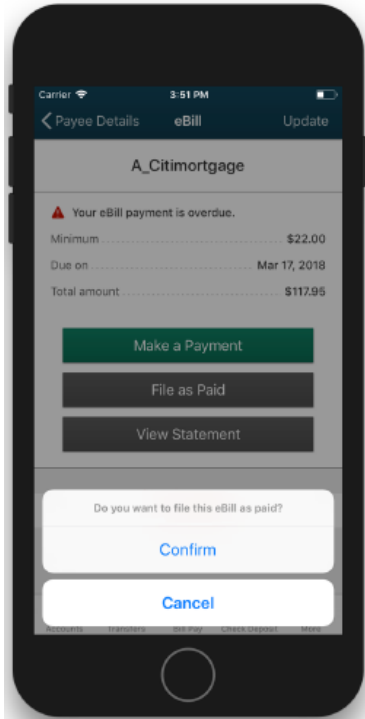 Carrier 3:51 PM
Payee Details eBill Update
A_Citimortgage
Your eBill payment is overdue.
Minimum $22.00
Due on Mar 17, 2018
Total amount $117.95
Make a Payment
File as Paid
View Statement
Do you want to file this eBill as paid?
Confirm
Cancel
Accounts Transfers Bill Pay Check Deposit More